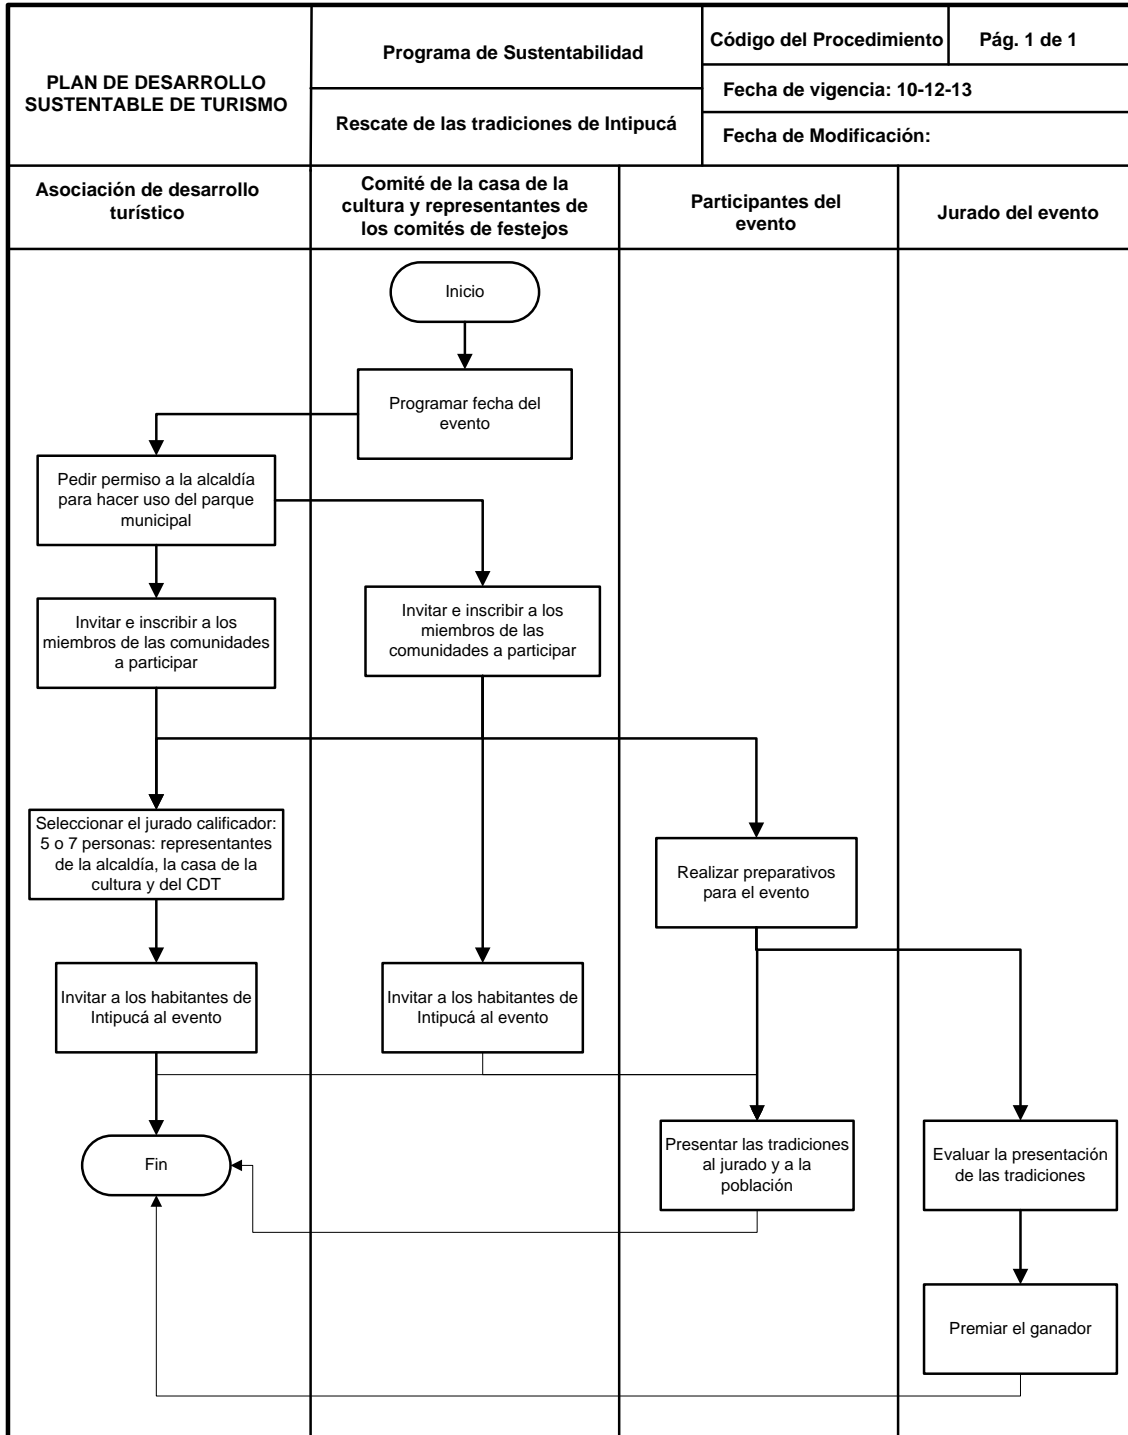 PLAN DE DESARROLLO
SUSTENTABLE DE TURISMO
Programa de Sustentabilidad
Rescate de las tradiciones de Intipucá
Código del Procedimiento
Pág. 1 de 1
Fecha de vigencia: 10-12-13
Fecha de Modificación:
Asociación de desarrollo
turístico
Comité de la casa de la
cultura y representantes de
los comités de festejos
Participantes del
evento
Jurado del evento
Inicio
Programar fecha del
evento
Pedir permiso a la alcaldía
para hacer uso del parque
municipal
Invitar e inscribir a los
miembros de las comunidades
a participar
Invitar e inscribir a los
miembros de las
comunidades a participar
Seleccionar el jurado calificador:
5 o 7 personas: representantes
de la alcaldía, la casa de la
cultura y del CDT
Realizar preparativos
para el evento
Invitar a los habitantes de
Intipucá al evento
Invitar a los habitantes de
Intipucá al evento
Fin
Presentar las tradiciones
al jurado y a la
población
Evaluar la presentación
de las tradiciones
Premiar el ganador